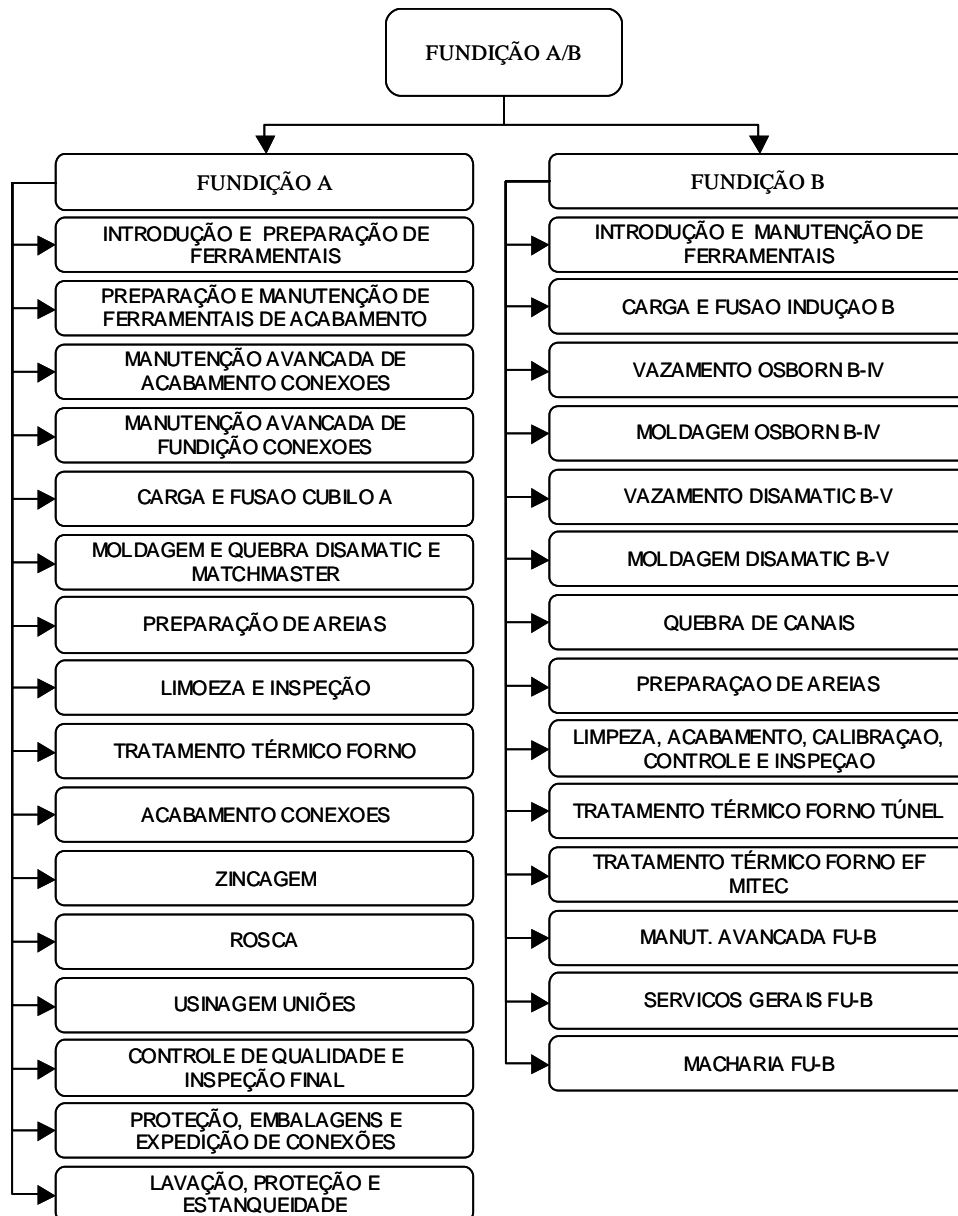 FUNDIÇÃO A/B
FUNDIÇÃO A
INTRODUÇÃO E PREPARAÇÃO DE
FERRAMENTAIS
PREPARAÇÃO E MANUTENÇÃO DE
FERRAMENTAIS DE ACABAMENTO
MANUTENÇÃO AVANCADA DE
ACABAMENTO CONEXOES
MANUTENÇÃO AVANCADA DE
FUNDIÇÃO CONEXOES
CARGA E FUSAO CUBILO A
MOLDAGEM E QUEBRA DISAMATIC E
MATCHMASTER
PREPARAÇÃO DE AREIAS
LIMOEZA E INSPEÇÃO
TRATAMENTO TÉRMICO FORNO
ACABAMENTO CONEXOES
ZINCAGEM
ROSCA
USINAGEM UNIÕES
CONTROLE DE QUALIDADE E
INSPEÇÃO FINAL
PROTEÇÃO, EMBALAGENS E
EXPEDIÇÃO DE CONEXÕES
LAVAÇÃO, PROTEÇÃO E
ESTANQUEIDADE
FUNDIÇÃO B
INTRODUÇÃO E MANUTENÇÃO DE
FERRAMENTAIS
CARGA E FUSAO INDUÇAO B
VAZAMENTO OSBORN B-IV
MOLDAGEM OSBORN B-IV
VAZAMENTO DISAMATIC B-V
MOLDAGEM DISAMATIC B-V
QUEBRA DE CANAIS
PREPARAÇAO DE AREIAS
LIMPEZA, ACABAMENTO, CALIBRAÇAO,
CONTROLE E INSPEÇAO
TRATAMENTO TÉRMICO FORNO TÚNEL
TRATAMENTO TÉRMICO FORNO EF
MITEC
MANUT. AVANCADA FU-B
SERVICOS GERAIS FU-B
MACHARIA FU-B